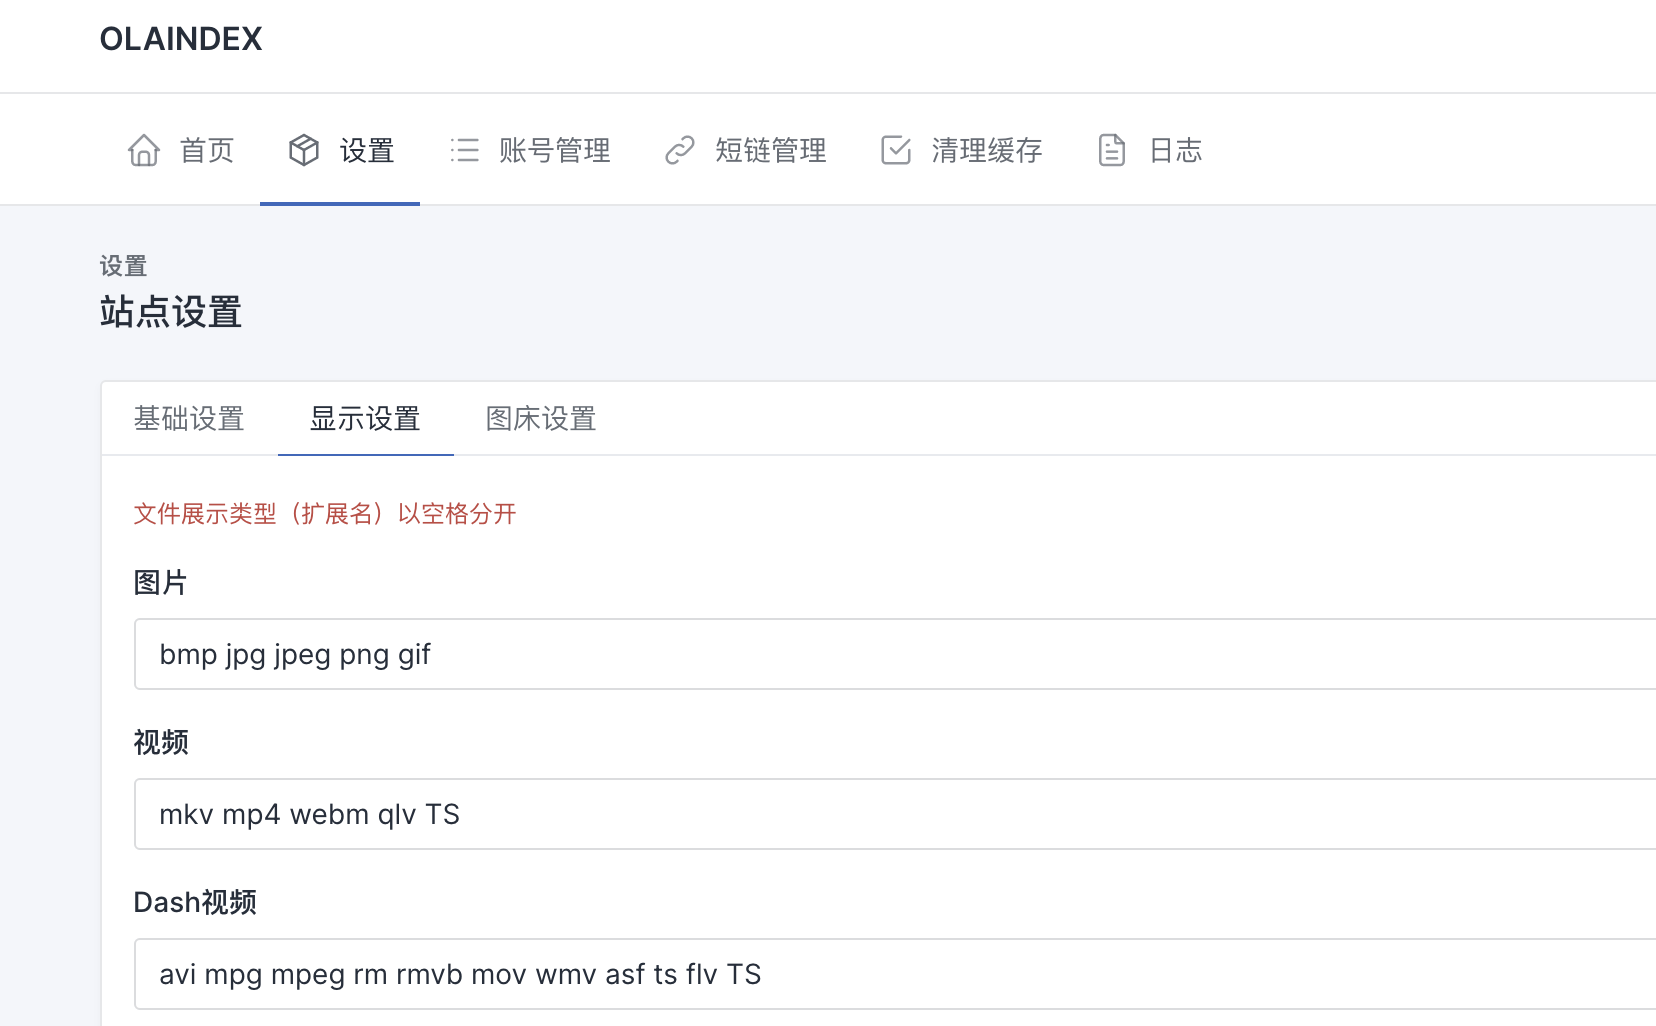 OLAINDEX
首页 设置 账号管理 短链管理 清理缓存 日志
设置
站点设置
基础设置 显示设置 图床设置
文件展示类型（扩展名）以空格分开
图片
bmp jpg jpeg png gif
视频
mkv mp4 webm qlv TS
Dash视频
avi mpg mpeg rm rmvb mov wmv asf ts flv TS